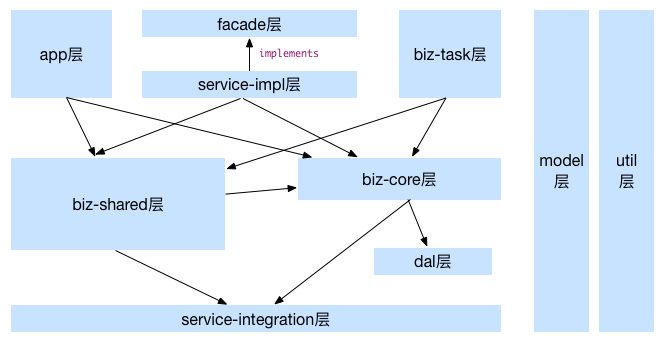 facade层
app层
implements
biz-task层
service-impl层
biz-shared层
biz-core层
model
层
util
层
dal层
service-integration层